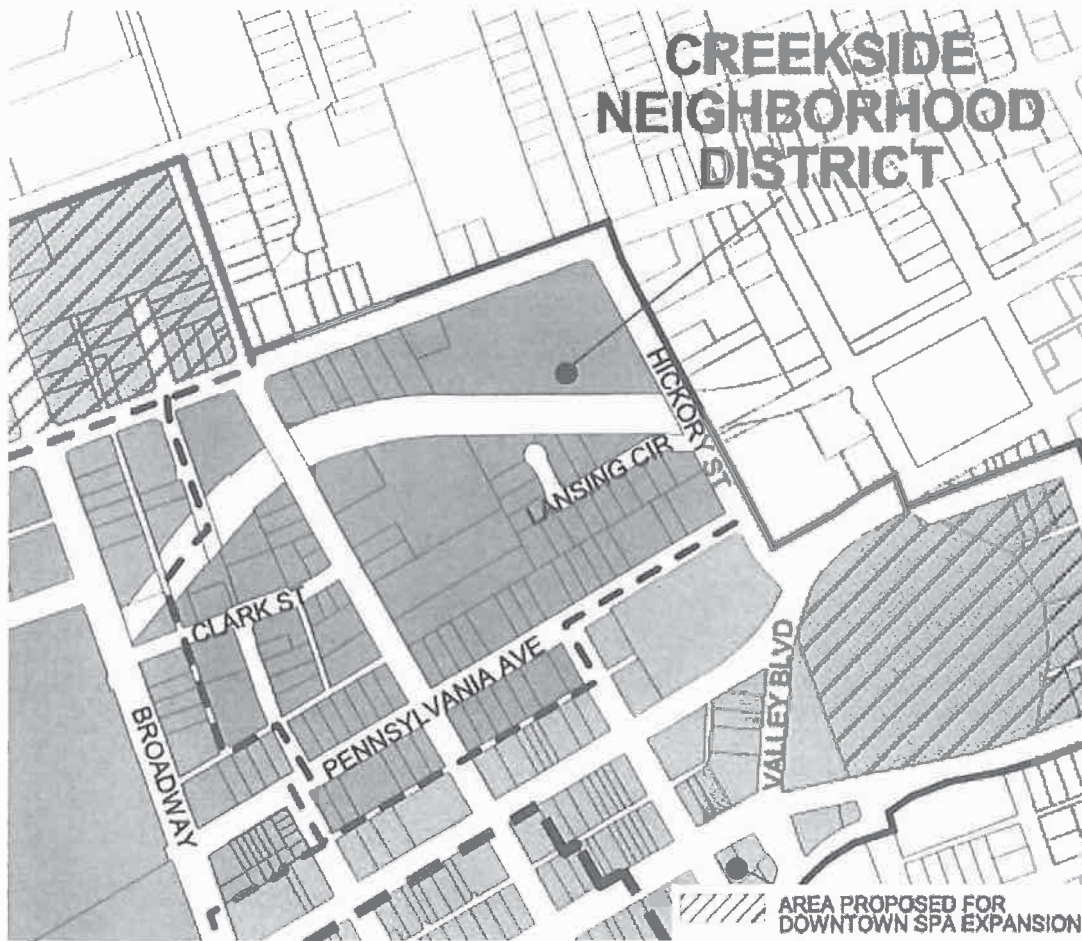 CREEKSIDE
NEIGHBORHOOD
DISTRICT
HICKORY ST
LANSING CIR
CLARK ST
PENNSYLVANIA AVE
BROADWAY
VALLEY BLVD
AREA PROPOSED FOR
DOWNTOWN SPA EXPANSION